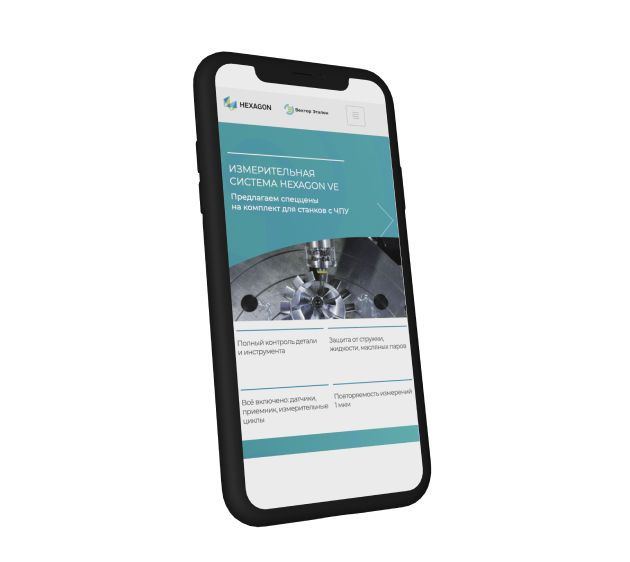 HEXAGON
Вектор Эталон
ИЗМЕРИТЕЛЬНАЯ
СИСТЕМА HEXAGON VE
Предлагаем спеццены
на комплект для станков с ЧПУ
Полный контроль детали
и инструмента
Защита от стружки,
жидкости, масляных паров
Всё включено: датчики,
приемник, измерительные
циклы
Повторяемость измерений
1 мкм